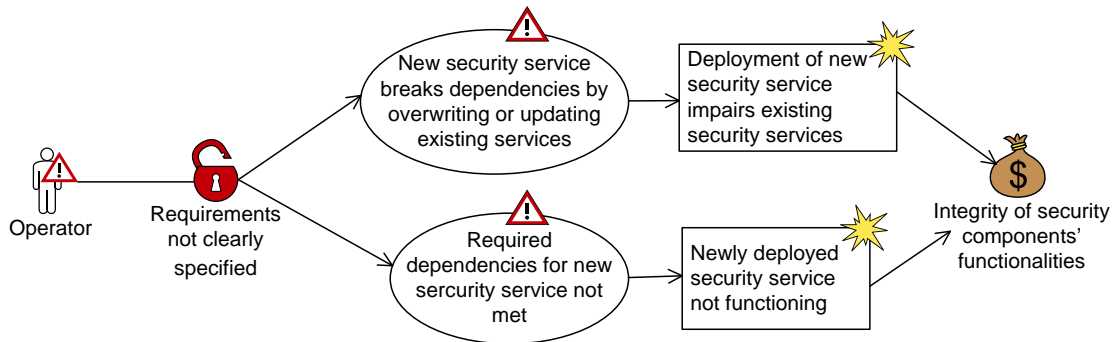 Operator
Requirements
not clearly
specified
New security service
breaks dependencies by
overwriting or updating
existing services
Deployment of new
security service
impairs existing
security services
Required
dependencies for new
sercurity service not
met
Newly deployed
security service
not functioning
$
Integrity of security
components’
functionalities